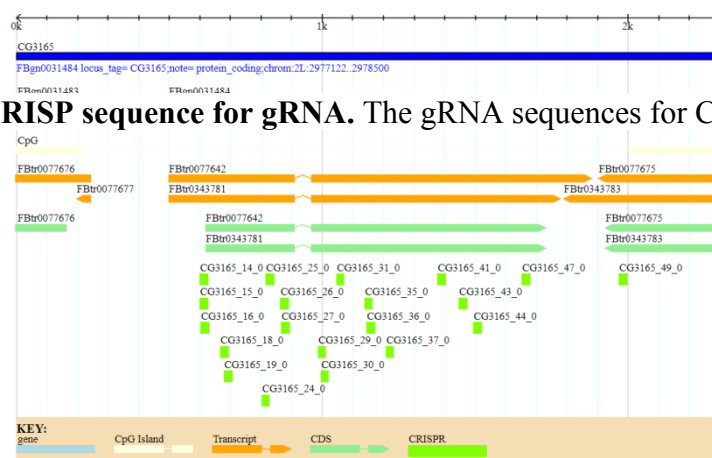 0k 1k 2k
CG3165
FBgn0031484 locus_tag= CG3165;note= protein_coding;chrom:2L:2977122..2978500
FBgn0031483 FBgn0031484
RISP sequence for gRNA. The gRNA sequences for C
CpG
FBtr0077676 FBtr0077642 FBtr0077675
FBtr0077677 FBtr0343781 FBtr0343783
FBtr0077676 FBtr0077642 FBtr0077675
FBtr0343781 FBtr0343783
CG3165_14_0 CG3165_25_0 CG3165_31_0 CG3165_41_0 CG3165_47_0 CG3165_49_0
CG3165_15_0 CG3165_26_0 CG3165_35_0 CG3165_43_0
CG3165_16_0 CG3165_27_0 CG3165_36_0 CG3165_44_0
CG3165_18_0 CG3165_29_0 CG3165_37_0
CG3165_19_0 CG3165_30_0
CG3165_24_0
KEY:
gene CpG Island Transcript CDS CRISPR